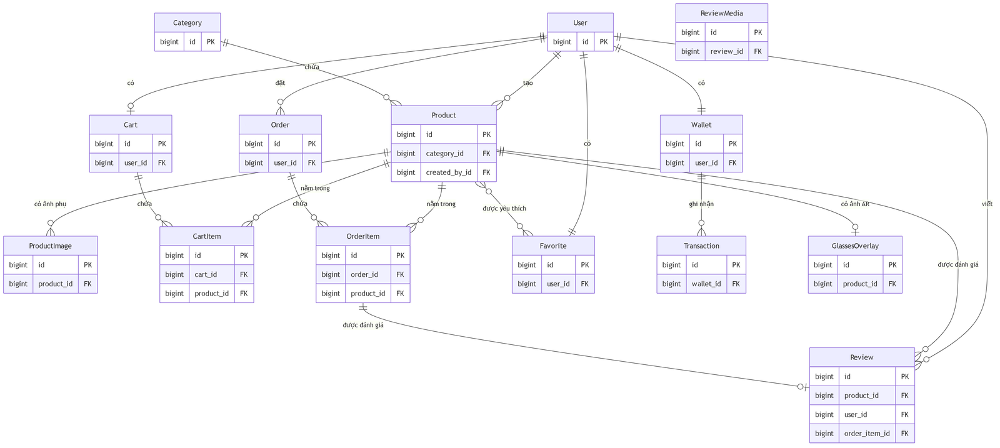 Category
bigint id PK
User
bigint id PK
ReviewMedia
bigint id PK
bigint review_id FK
chứa
có
đặt
tạo
có
Cart
bigint id PK
bigint user_id FK
Order
bigint id PK
bigint user_id FK
Product
bigint id PK
bigint category_id FK
bigint created_by_id FK
có
Wallet
bigint id PK
bigint user_id FK
có ảnh phụ
chứa
nằm trong
chứa
nằm trong
được yêu thích
ghi nhận
có ảnh AR
viết
ProductImage
bigint id PK
bigint product_id FK
CartItem
bigint id PK
bigint cart_id FK
bigint product_id FK
OrderItem
bigint id PK
bigint order_id FK
bigint product_id FK
Favorite
bigint id PK
bigint user_id FK
Transaction
bigint id PK
bigint wallet_id FK
GlassesOverlay
bigint id PK
bigint product_id FK
được đánh giá
được đánh giá
Review
bigint id PK
bigint product_id FK
bigint user_id FK
bigint order_item_id FK